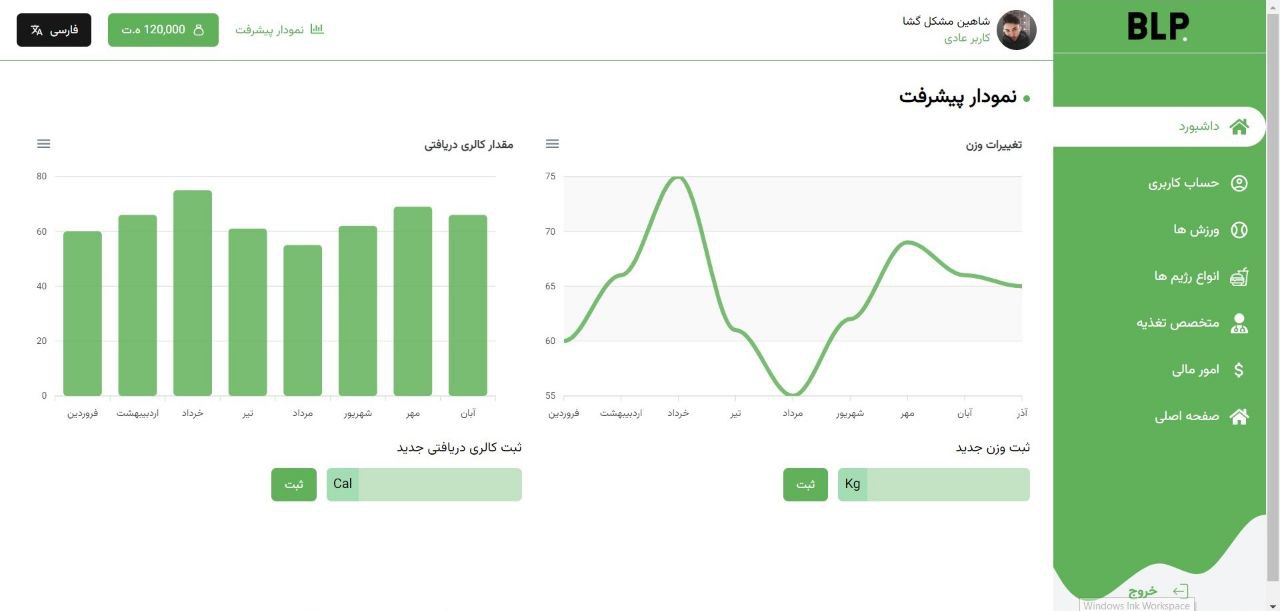 BLP.
داشبورد
حساب کاربری
ورزش ها
انواع رژیم ها
متخصص تغذیه
امور مالی
صفحه اصلی
خروج
Windows Ink Workspace
شاهین مشکل گشا
کاربر عادی
نمودار پیشرفت
120,000 ه.ت
فارسی
نمودار پیشرفت
تغییرات وزن
75
70
65
60
55
فروردین اردیبهشت خرداد تیر مرداد شهریور مهر آبان آذر
ثبت وزن جدید
Kg
ثبت
مقدار کالری دریافتی
80
60
40
20
0
فروردین اردیبهشت خرداد تیر مرداد شهریور مهر آبان
ثبت کالری دریافتی جدید
Cal
ثبت